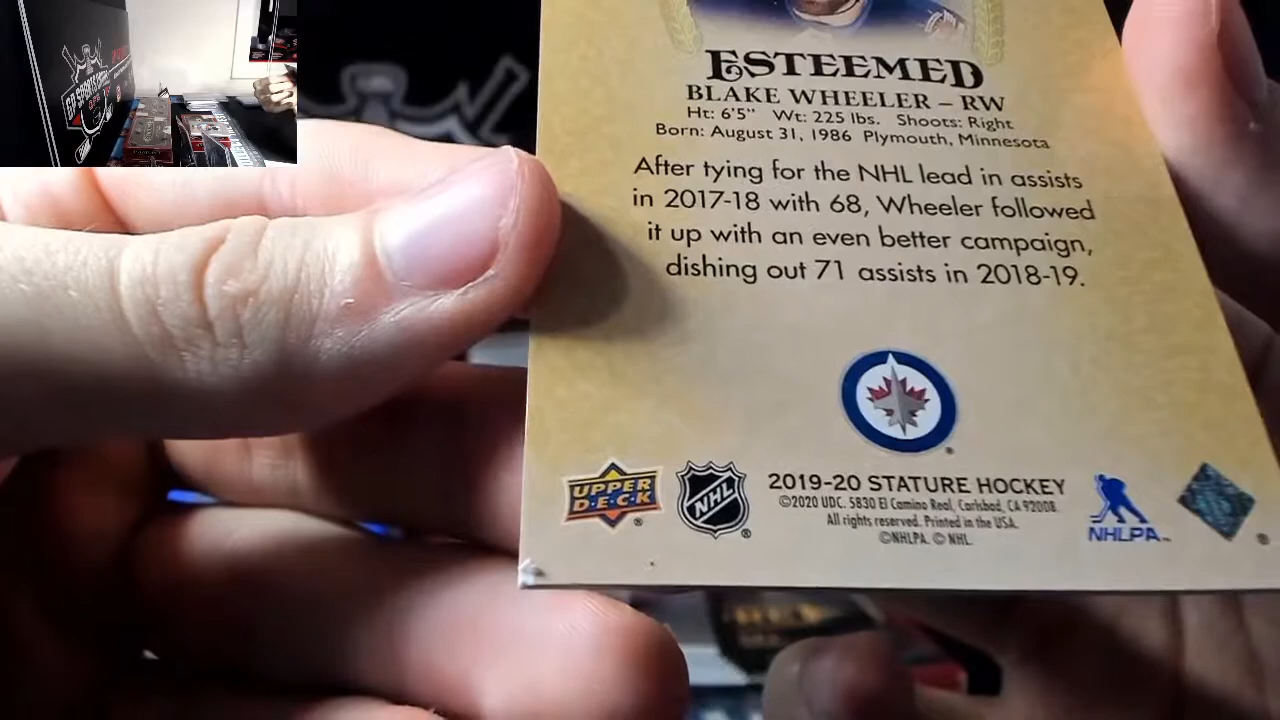 ESTEEMED
BLAKE WHEELER – RW
Ht: 6'5" Wt: 225 lbs. Shoots: Right
Born: August 31, 1986 Plymouth, Minnesota
After tying for the NHL lead in assists
in 2017-18 with 68, Wheeler followed
it up with an even better campaign,
dishing out 71 assists in 2018-19.
UPPER
D·E·C·K
®
NHL
®
2019-20 STATURE HOCKEY
©2020 UDC. 5830 El Camino Real, Carlsbad, CA 92008.
All rights reserved. Printed in the USA.
©NHLPA. © NHL.
NHLPA™
®